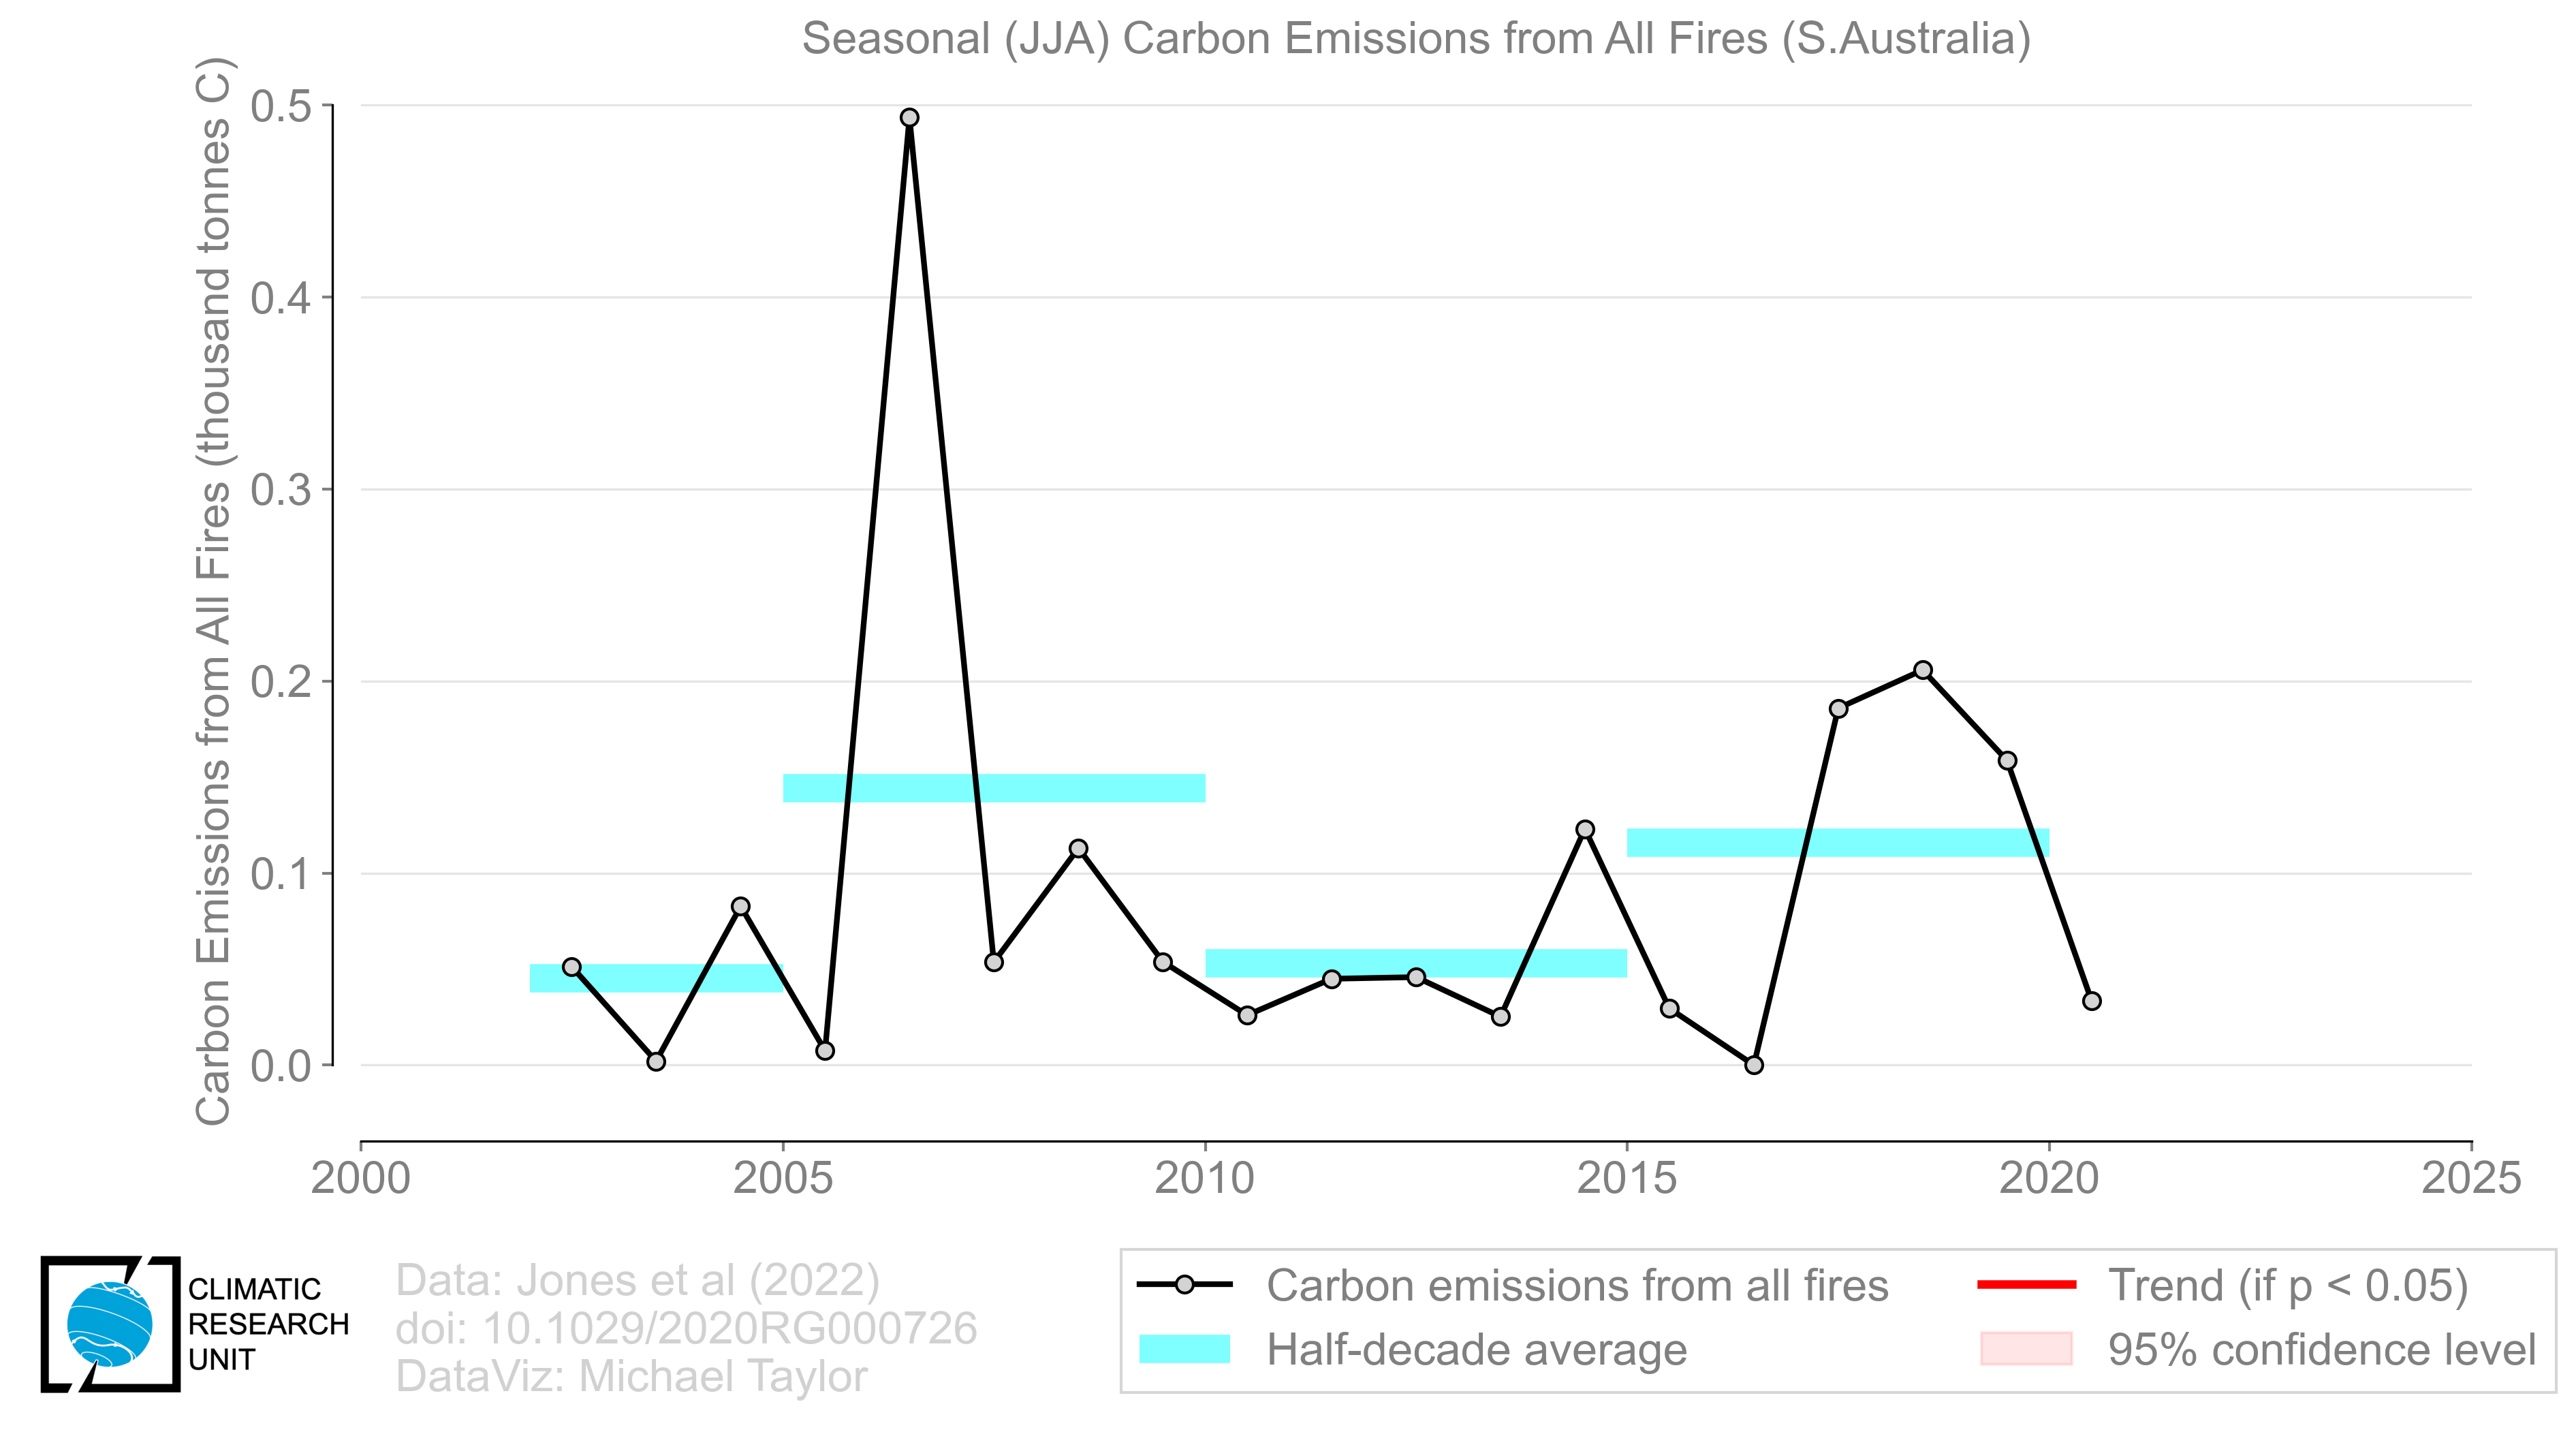 Seasonal (JJA) Carbon Emissions from All Fires (S.Australia)
Carbon Emissions from All Fires (thousand tonnes C)
0.5
0.4
0.3
0.2
0.1
0.0
2000
2005
2010
2015
2020
2025
CLIMATIC
RESEARCH
UNIT
Data: Jones et al (2022)
doi: 10.1029/2020RG000726
DataViz: Michael Taylor
Carbon emissions from all fires
Half-decade average
Trend (if p < 0.05)
95% confidence level